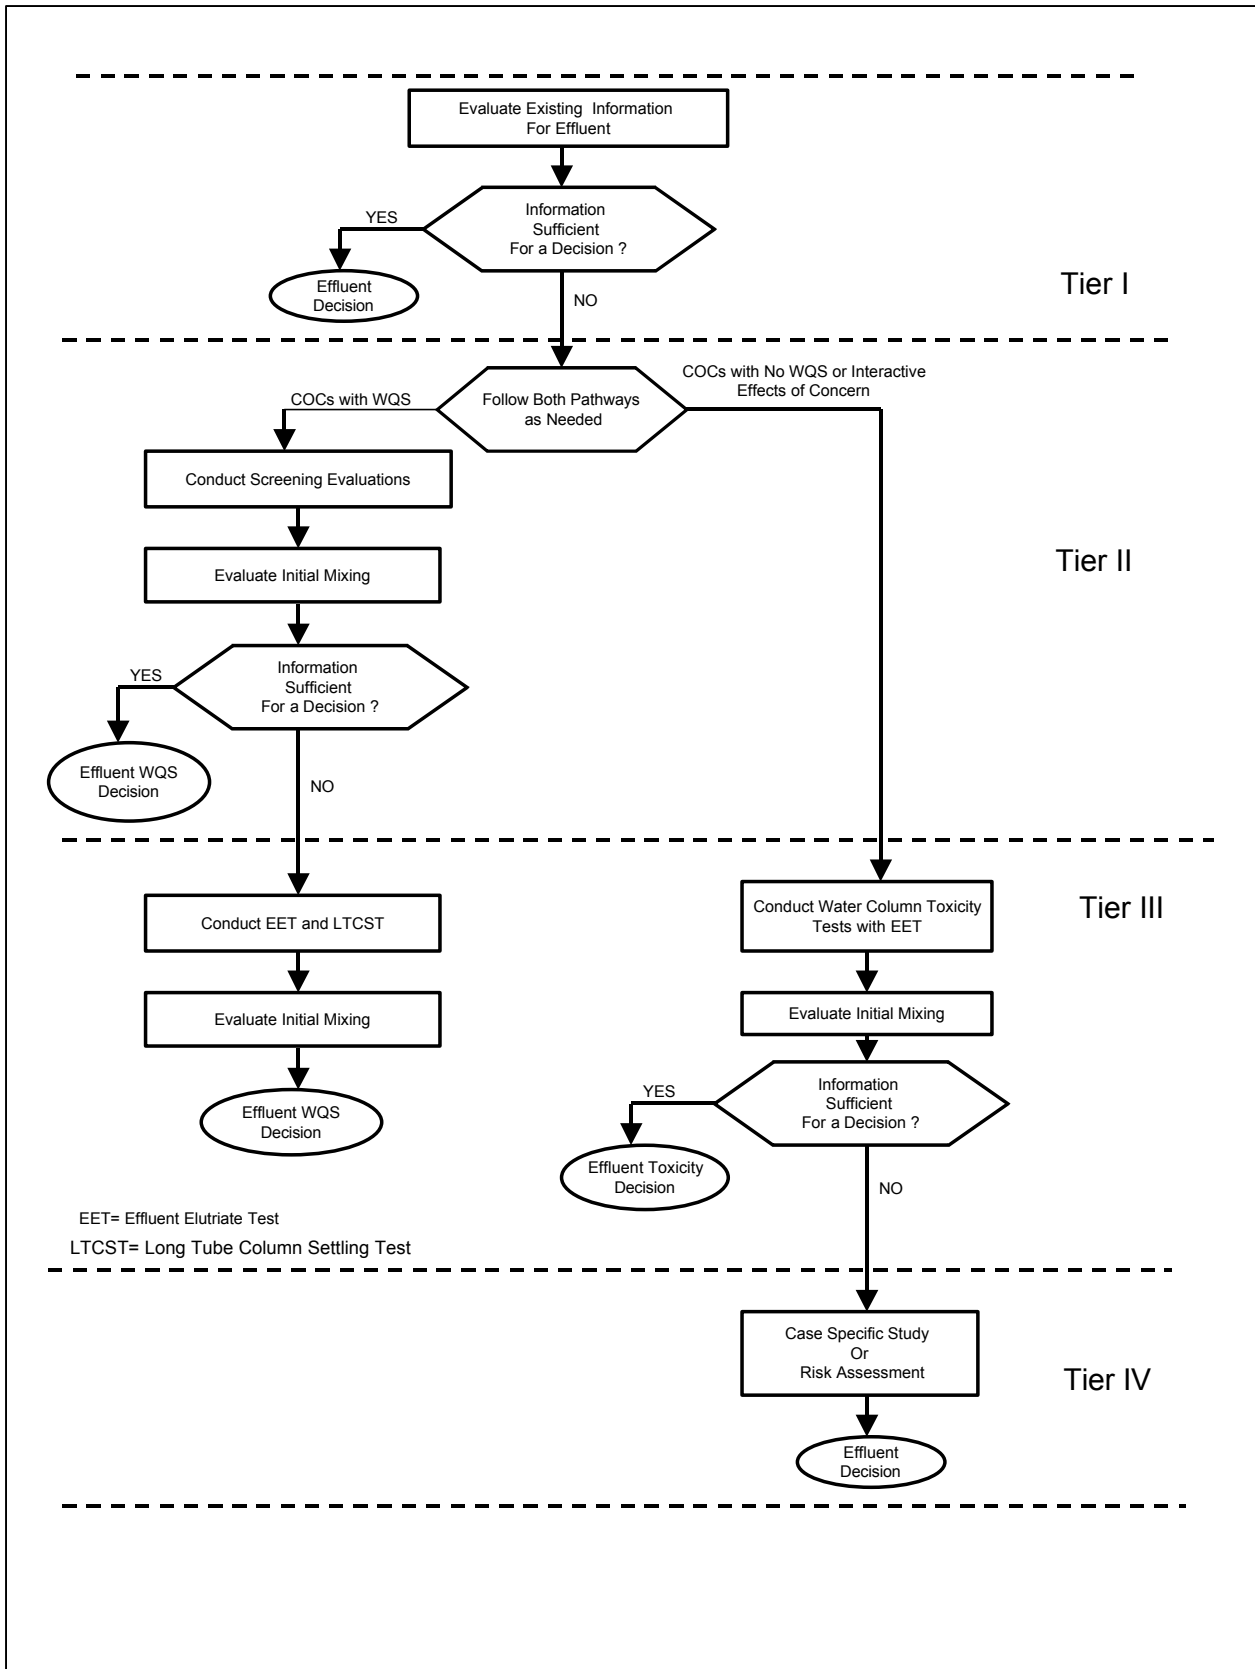 Evaluate Existing Information
For Effluent
Information
Sufficient
For a Decision ?
YES
Effluent
Decision
NO
Tier I
COCs with No WQS or Interactive
Effects of Concern
COCs with WQS
Follow Both Pathways
as Needed
Conduct Screening Evaluations
Evaluate Initial Mixing
Tier II
Information
Sufficient
For a Decision ?
YES
Effluent WQS
Decision
NO
Conduct EET and LTCST
Evaluate Initial Mixing
Effluent WQS
Decision
Conduct Water Column Toxicity
Tests with EET
Tier III
Evaluate Initial Mixing
Information
Sufficient
For a Decision ?
YES
Effluent Toxicity
Decision
NO
EET= Effluent Elutriate Test
LTCST= Long Tube Column Settling Test
Case Specific Study
Or
Risk Assessment
Tier IV
Effluent
Decision